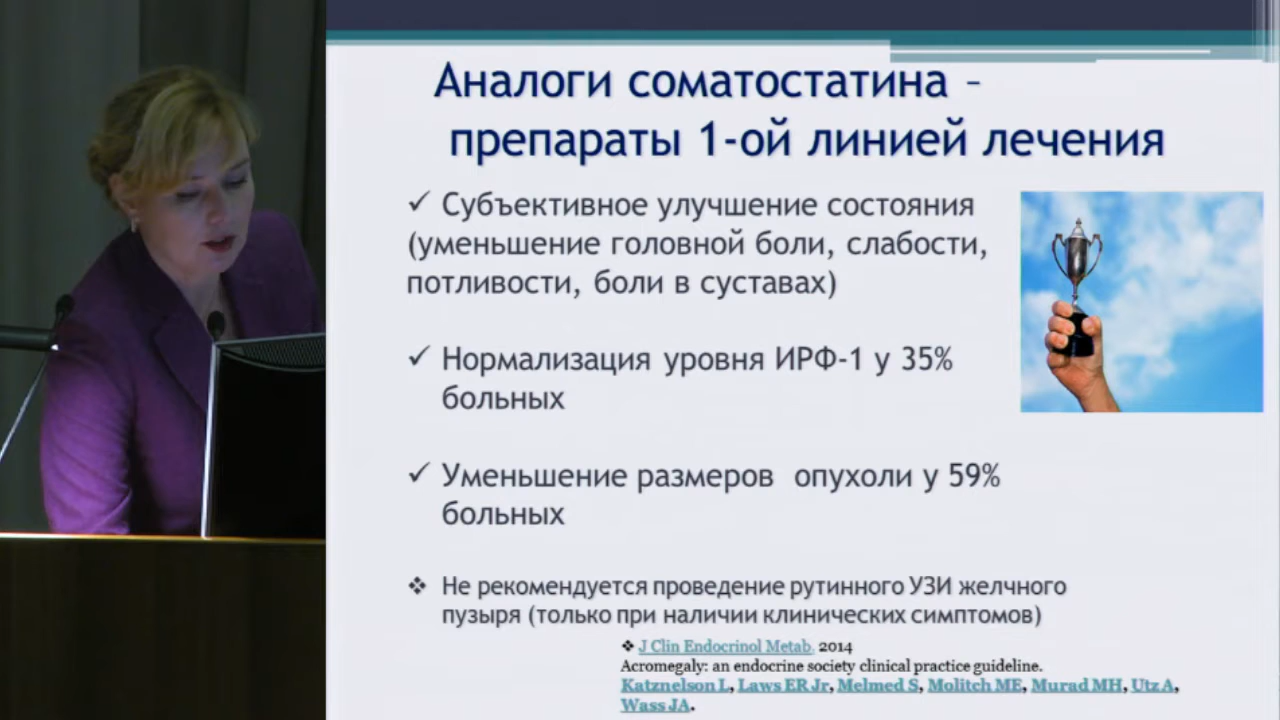 Аналоги соматостатина –
препараты 1-ой линией лечения
✓ Субъективное улучшение состояния
(уменьшение головной боли, слабости,
потливости, боли в суставах)
✓ Нормализация уровня ИРФ-1 у 35%
больных
✓ Уменьшение размеров опухоли у 59%
больных
❖ Не рекомендуется проведение рутинного УЗИ желчного
пузыря (только при наличии клинических симптомов)
❖ J Clin Endocrinol Metab. 2014
Acromegaly: an endocrine society clinical practice guideline.
Katznelson L, Laws ER Jr, Melmed S, Molitch ME, Murad MH, Utz A,
Wass JA.